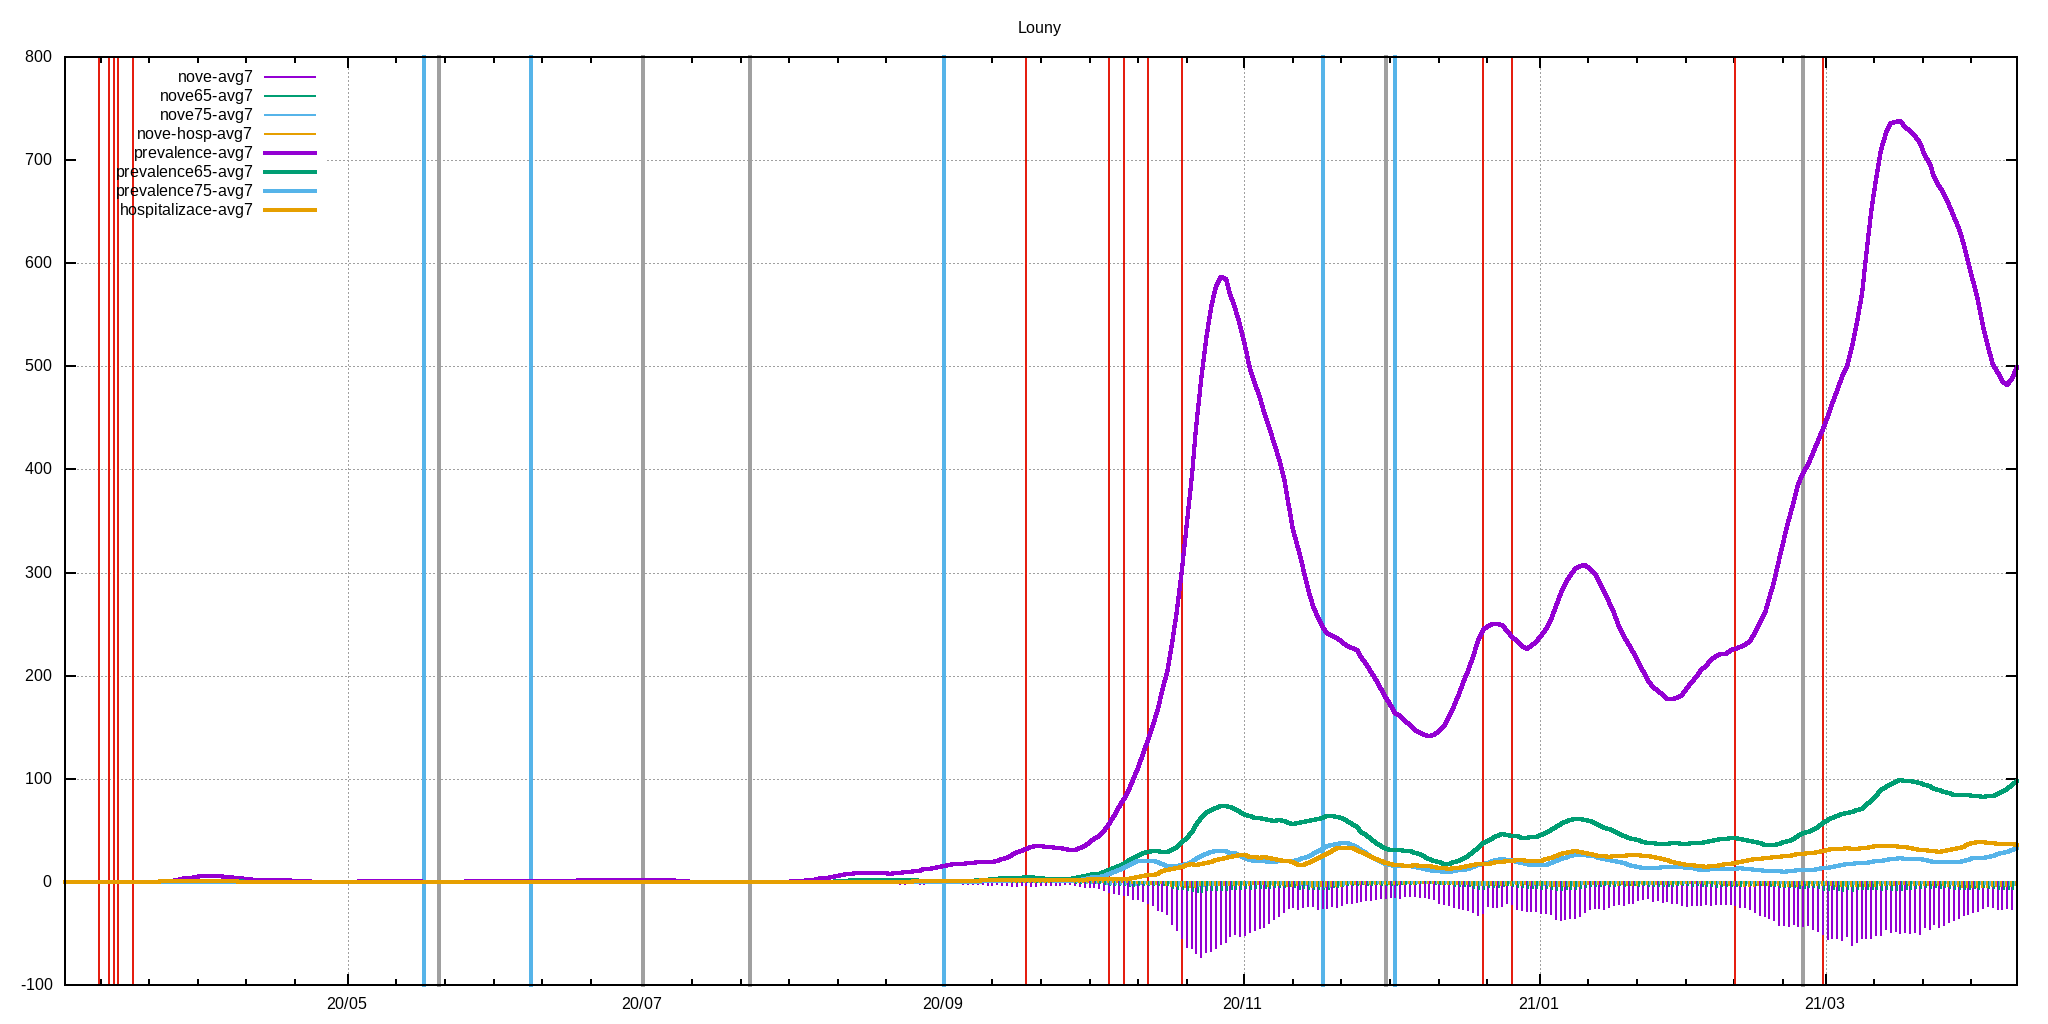 Louny
800
700
600
500
400
300
200
100
0
-100
nove-avg7
nove65-avg7
nove75-avg7
nove-hosp-avg7
prevalence-avg7
prevalence65-avg7
prevalence75-avg7
hospitalizace-avg7
20/05 20/07 20/09 20/11 21/01 21/03